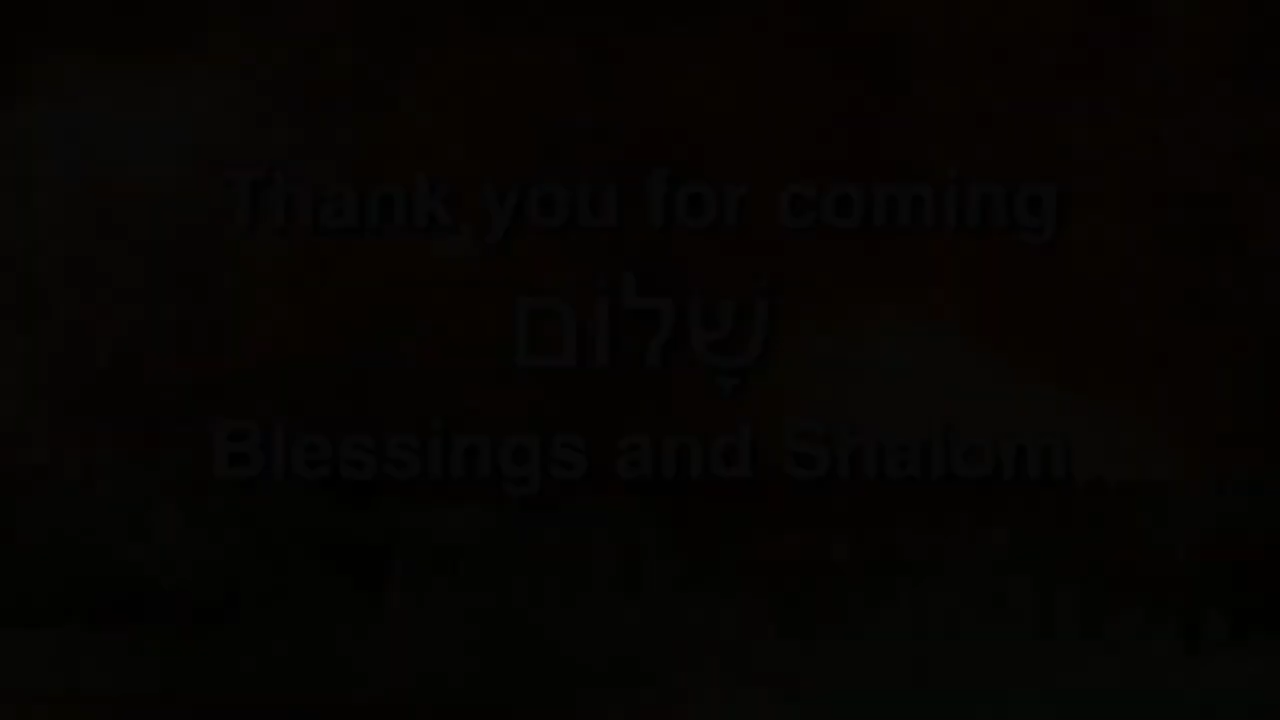 Thank you for coming
שָׁלוֹם
Blessings and Shalom